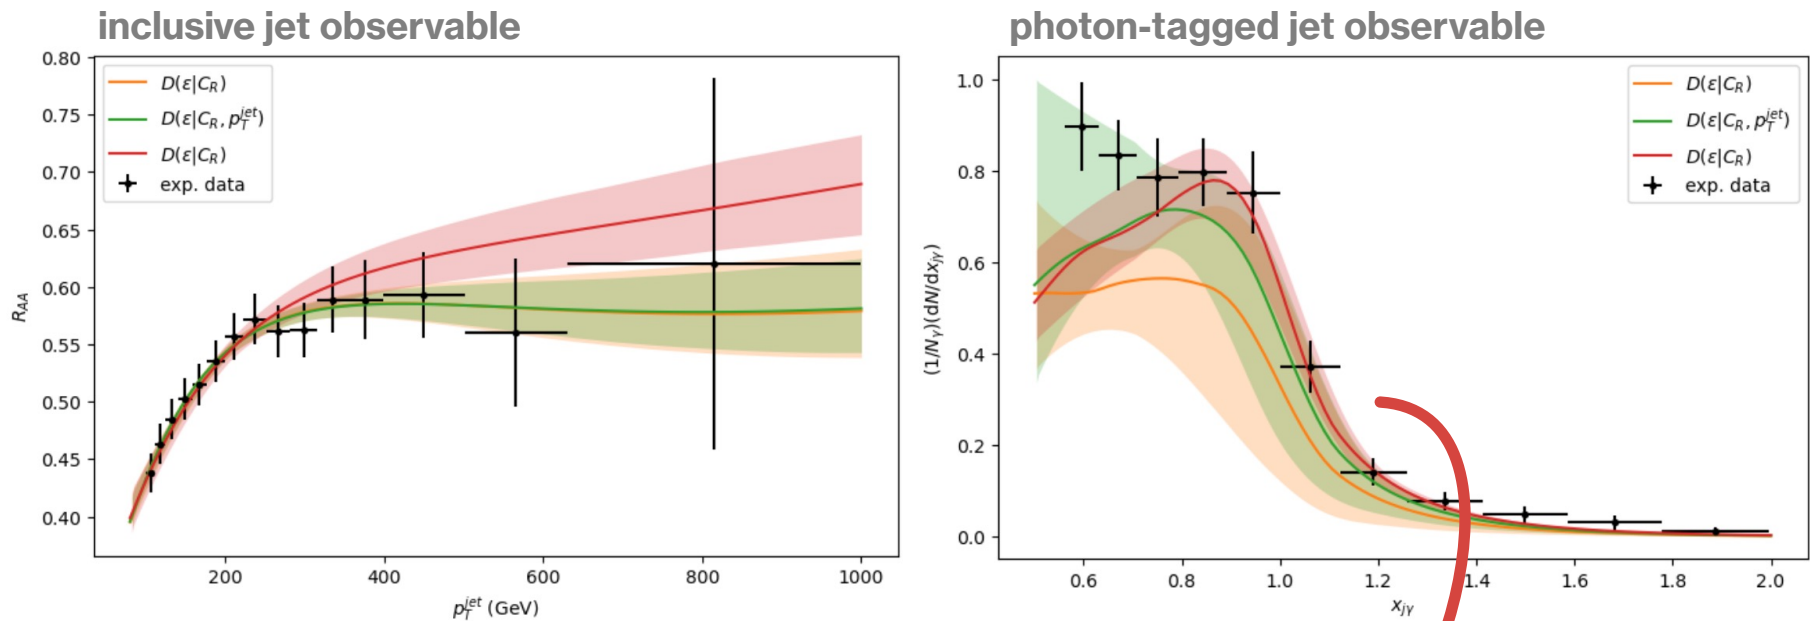 inclusive jet observable
0.80
0.75
0.70
0.65
0.60
0.55
0.50
0.45
0.40
R_AA
D(ε|C_R)
D(ε|C_R, p_T^jet)
D(ε|C_R)
exp. data
200 400 600 800 1000
p_T^jet (GeV)
photon-tagged jet observable
1.0
0.8
0.6
0.4
0.2
0.0
(1/N_γ)(dN/dx_jγ)
D(ε|C_R)
D(ε|C_R, p_T^jet)
D(ε|C_R)
exp. data
0.6 0.8 1.0 1.2 1.4 1.6 1.8 2.0
x_jγ